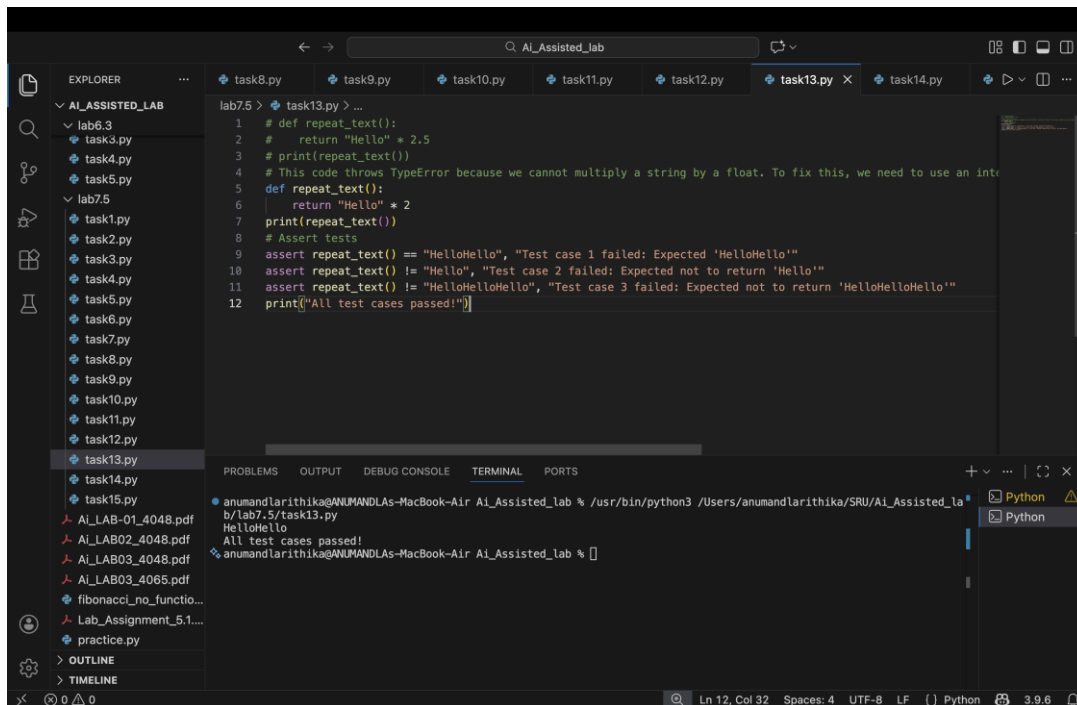 Ai_Assisted_lab
EXPLORER
task8.py
task9.py
task10.py
task11.py
task12.py
task13.py
task14.py
AI_ASSISTED_LAB
lab6.3
task3.py
task4.py
task5.py
lab7.5
task1.py
task2.py
task3.py
task4.py
task5.py
task6.py
task7.py
task8.py
task9.py
task10.py
task11.py
task12.py
task13.py
task14.py
task15.py
Ai_LAB-01_4048.pdf
Ai_LAB02_4048.pdf
Ai_LAB03_4048.pdf
Ai_LAB03_4065.pdf
fibonacci_no_functio...
Lab_Assignment_5.1....
practice.py
OUTLINE
TIMELINE
lab7.5 > task13.py > ...
1 # def repeat_text():
2 #     return "Hello" * 2.5
3 # print(repeat_text())
4 # This code throws TypeError because we cannot multiply a string by a float. To fix this, we need to use an inte
5 def repeat_text():
6     return "Hello" * 2
7 print(repeat_text())
8 # Assert tests
9 assert repeat_text() == "HelloHello", "Test case 1 failed: Expected 'HelloHello'"
10 assert repeat_text() != "Hello", "Test case 2 failed: Expected not to return 'Hello'"
11 assert repeat_text() != "HelloHelloHello", "Test case 3 failed: Expected not to return 'HelloHelloHello'"
12 print("All test cases passed!")
PROBLEMS OUTPUT DEBUG CONSOLE TERMINAL PORTS
anumandlarithika@ANUMANDLAs-MacBook-Air Ai_Assisted_lab % /usr/bin/python3 /Users/anumandlarithika/SRU/Ai_Assisted_la
b/lab7.5/task13.py
HelloHello
All test cases passed!
anumandlarithika@ANUMANDLAs-MacBook-Air Ai_Assisted_lab %
Python
Python
0 0
Ln 12, Col 32 Spaces: 4 UTF-8 LF { } Python 3.9.6